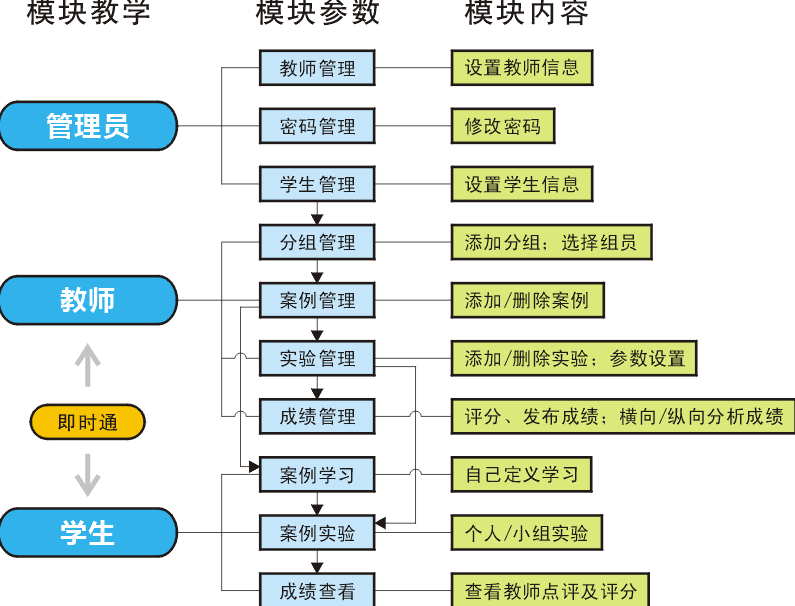 模块教学 模块参数 模块内容
教师管理 设置教师信息
管理员 密码管理 修改密码
学生管理 设置学生信息
分组管理 添加分组；选择组员
教师 案例管理 添加/删除案例
实验管理 添加/删除实验；参数设置
即时通 成绩管理 评分、发布成绩；横向/纵向分析成绩
案例学习 自己定义学习
学生 案例实验 个人/小组实验
成绩查看 查看教师点评及评分